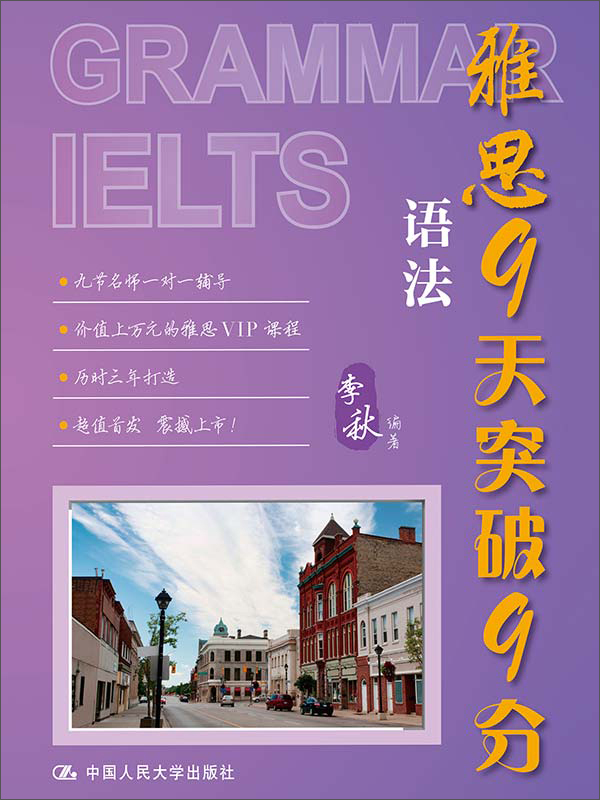 GRAMMAR
IELTS
雅思9天突破9分
语法
九节名师一对一辅导
价值上万元的雅思VIP课程
历时三年打造
超值首发 震撼上市！
李秋
编著
中国人民大学出版社